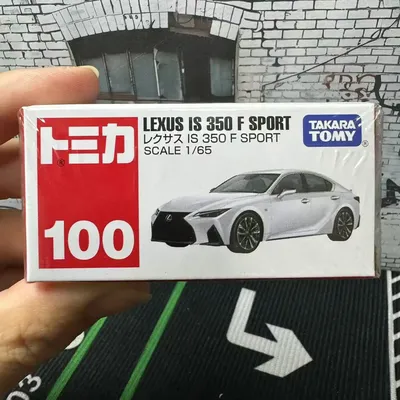 トミカ
100
LEXUS IS 350 F SPORT
レクサス IS 350 F SPORT
SCALE 1/65
TAKARA
TOMY
03